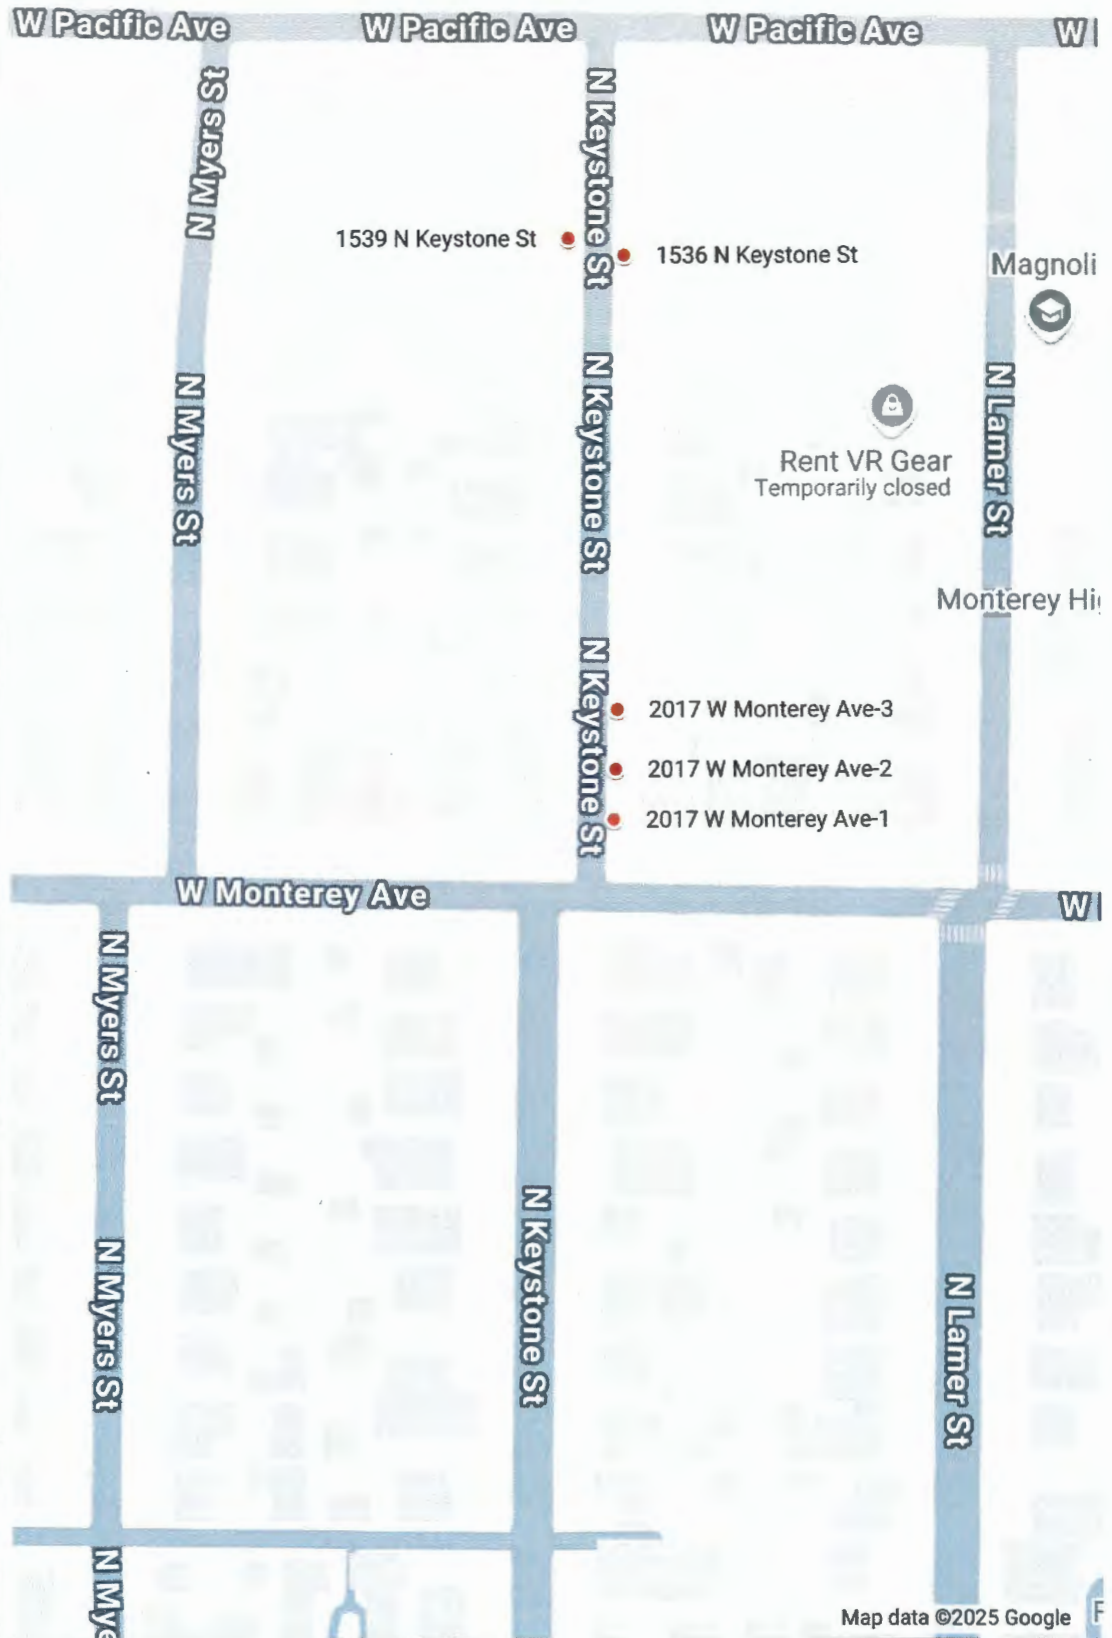 W Pacific Ave
W Pacific Ave
W Pacific Ave
W
N Myers St
N Keystone St
1539 N Keystone St
1536 N Keystone St
Magnoli
N Myers St
N Keystone St
N Lamer St
Rent VR Gear
Temporarily closed
Monterey Hi
N Keystone St
2017 W Monterey Ave-3
2017 W Monterey Ave-2
2017 W Monterey Ave-1
W Monterey Ave
W
N Myers St
N Keystone St
N Myers St
N Lamer St
N Mye
Map data ©2025 Google